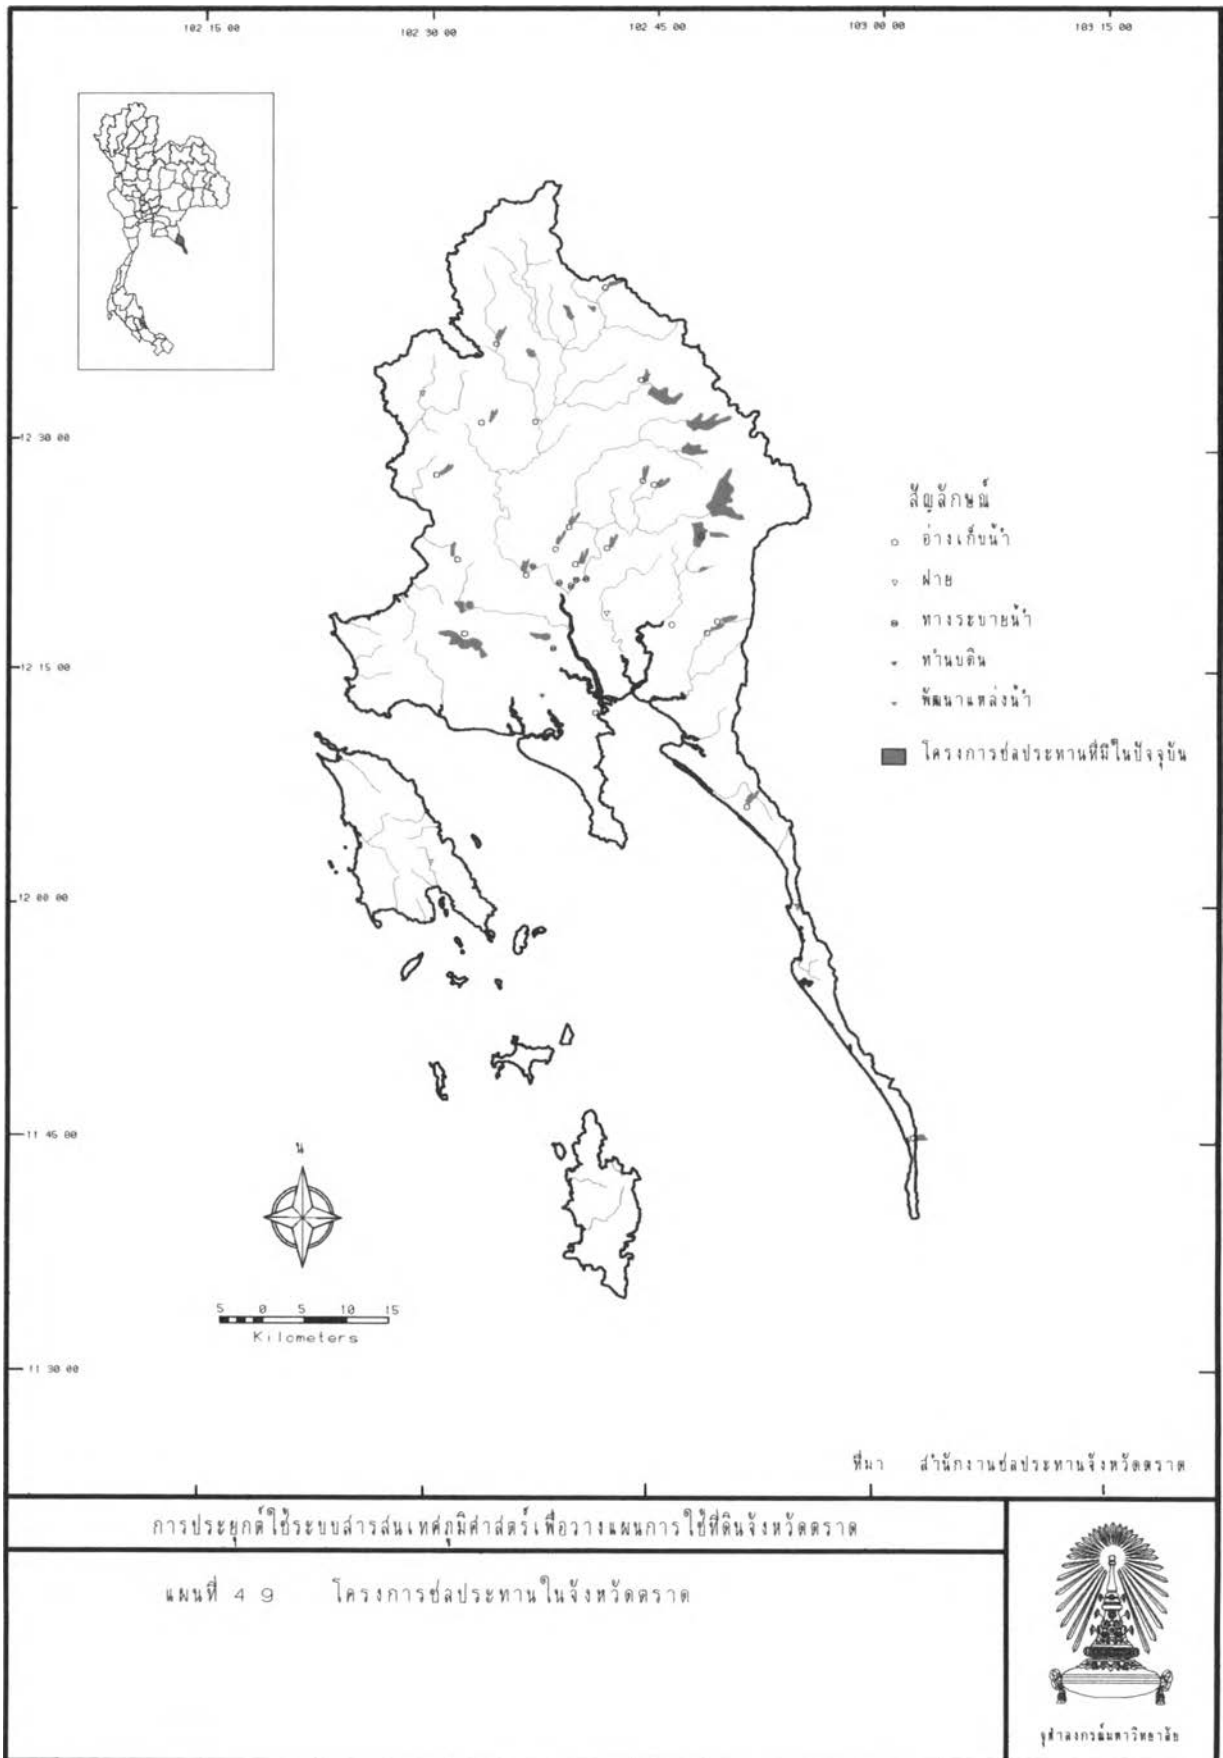 102 15 00
102 30 00
102 45 00
103 00 00
103 15 00
12 30 00
12 15 00
12 00 00
11 45 00
11 30 00
สัญลักษณ์
อ่างเก็บน้ำ
ฝาย
ทางระบายน้ำ
ทำนบดิน
พัฒนาแหล่งน้ำ
โครงการชลประทานที่มีในปัจจุบัน
น
5 0 5 10 15
Kilometers
ที่มา สำนักงานชลประทานจังหวัดตราด
การประยุกต์ใช้ระบบสารสนเทศภูมิศาสตร์เพื่อวางแผนการใช้ที่ดินจังหวัดตราด
แผนที่ 4 9 โครงการชลประทานในจังหวัดตราด
จุฬาลงกรณ์มหาวิทยาลัย